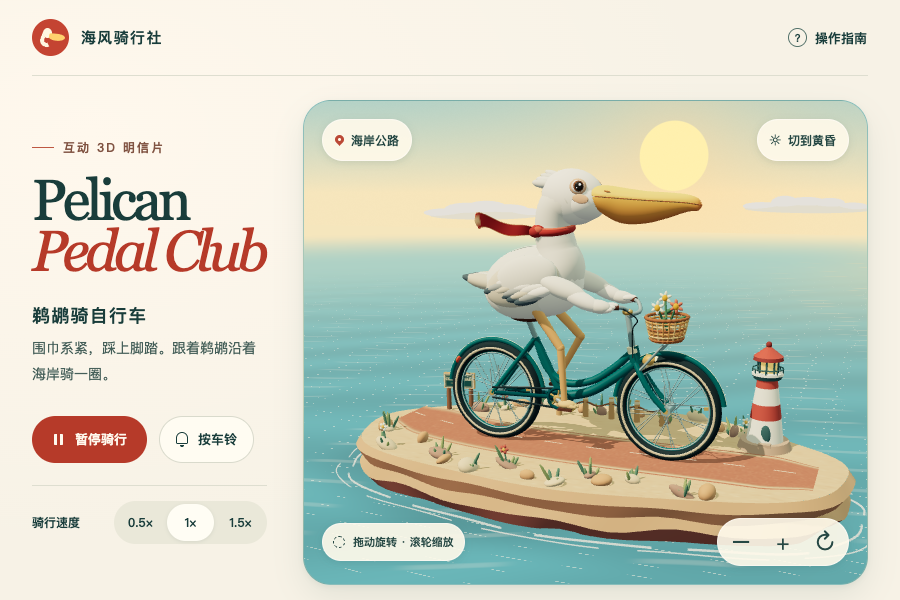 海风骑行社
? 操作指南
互动 3D 明信片
Pelican
Pedal Club
鹈鹕骑自行车
围巾系紧，踩上脚踏。跟着鹈鹕沿着
海岸骑一圈。
暂停骑行
按车铃
骑行速度
0.5×
1×
1.5×
海岸公路
切到黄昏
拖动旋转 · 滚轮缩放